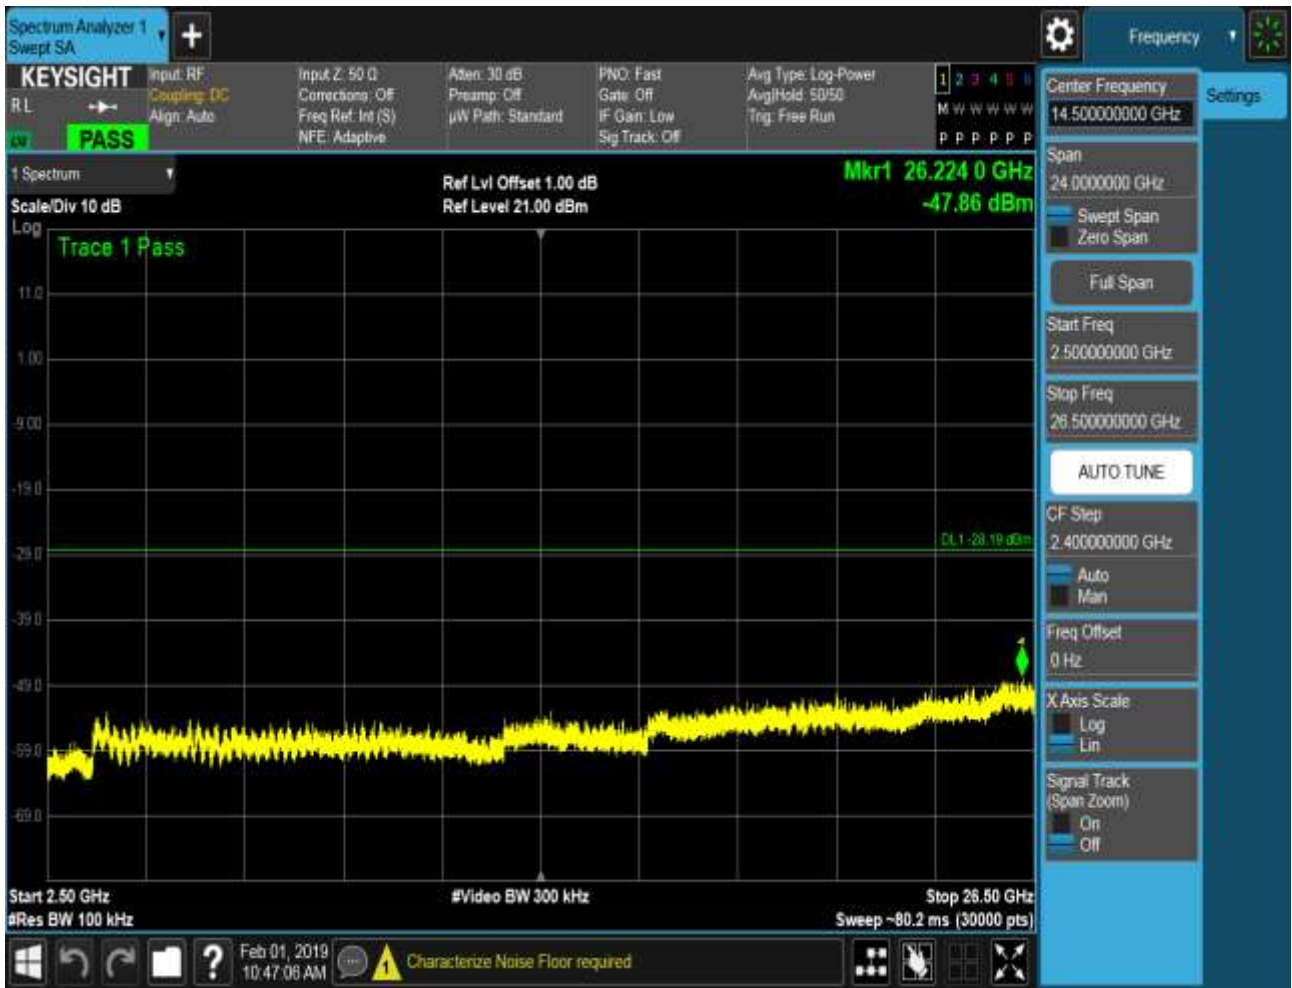 Spectrum Analyzer 1
Swept SA
+
Frequency
KEYSIGHT
RL
PASS
Input: RF
Coupling: DC
Align: Auto
Input Z: 50 Ω
Corrections: Off
Freq Ref: Int (S)
NFE: Adaptive
Atten: 30 dB
Preamp: Off
µW Path: Standard
PNO: Fast
Gate: Off
IF Gain: Low
Sig Track: Off
Avg Type: Log-Power
Avg|Hold: 50/50
Trig: Free Run
1 2 3 4 5 6
M W W W W W
P P P P P P
1 Spectrum
Scale/Div 10 dB
Ref Lvl Offset 1.00 dB
Ref Level 21.00 dBm
Mkr1 26.224 0 GHz
-47.86 dBm
Log
Trace 1 Pass
11.0
1.00
-9.00
-19.0
-29.0
-39.0
-49.0
-59.0
-69.0
DL1 -28.19 dBm
1
Start 2.50 GHz
#Video BW 300 kHz
Stop 26.50 GHz
#Res BW 100 kHz
Sweep ~80.2 ms (30000 pts)
Center Frequency
14.500000000 GHz
Settings
Span
24.0000000 GHz
Swept Span
Zero Span
Full Span
Start Freq
2.500000000 GHz
Stop Freq
26.500000000 GHz
AUTO TUNE
CF Step
2.400000000 GHz
Auto
Man
Freq Offset
0 Hz
X Axis Scale
Log
Lin
Signal Track
(Span Zoom)
On
Off
?
Feb 01, 2019
10:47:06 AM
1
Characterize Noise Floor required